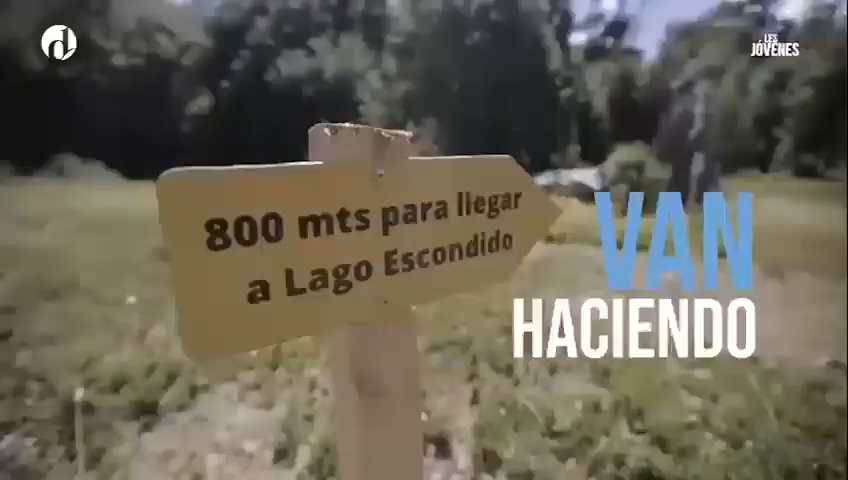 LES
JÓVENES
800 mts para llegar
a Lago Escondido
VAN
HACIENDO